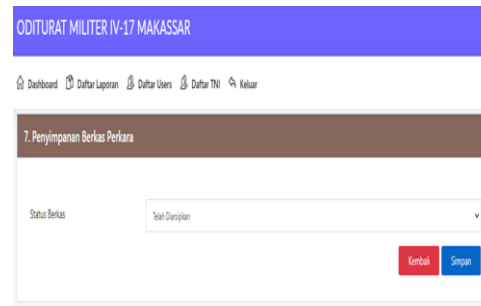 ODITURAT MILITER IV-17 MAKASSAR
Dashboard Daftar Laporan Daftar Users Daftar TNI Keluar
7. Penyimpanan Berkas Perkara
Status Berkas Telah Diarsipkan
Kembali Simpan